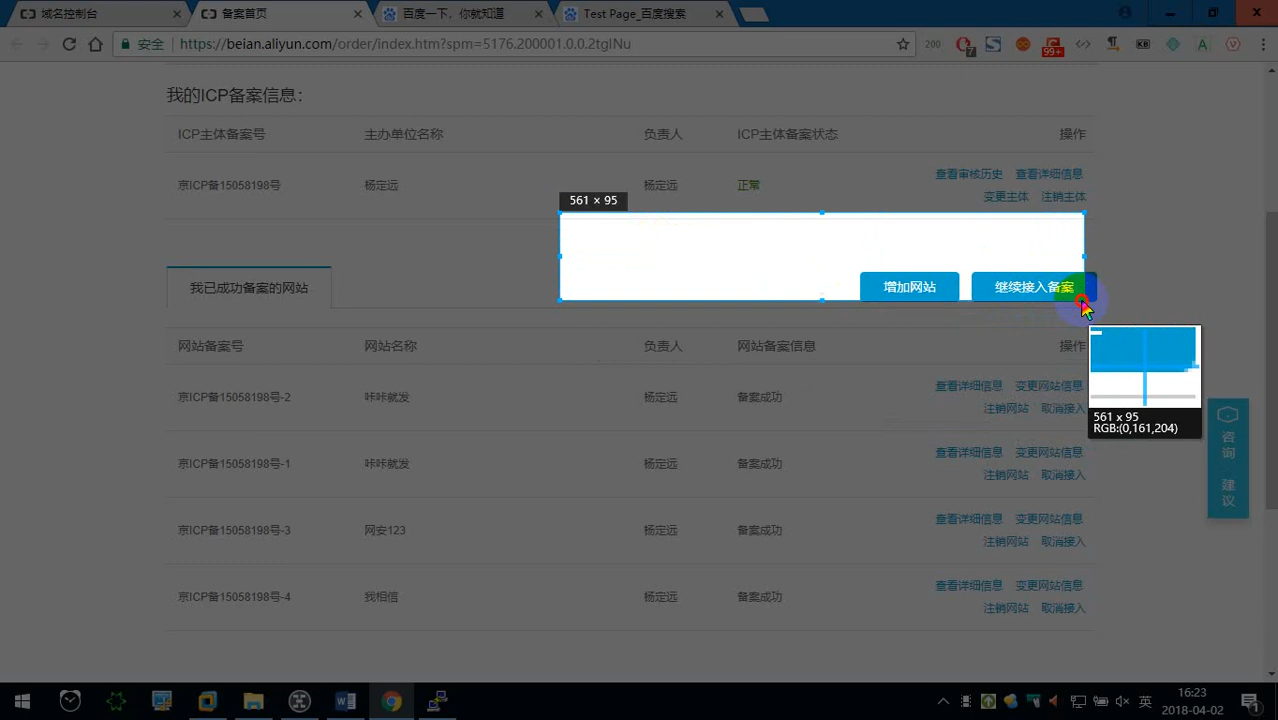 域名控制台
备案首页
百度一下，你就知道
Test Page_百度搜索
安全
https://beian.aliyun.com/order/index.htm?spm=5176.200001.0.0.2tglNu
200
7
99+
KB
A
我的ICP备案信息：
ICP主体备案号 主办单位名称 负责人 ICP主体备案状态 操作
京ICP备15058198号 杨定远 杨定远 正常 查看审核历史 查看详细信息
变更主体 注销主体
561 × 95
我已成功备案的网站
增加网站 继续接入备案
网站备案号 网站名称 负责人 网站备案信息 操作
京ICP备15058198号-2 咔咔就发 杨定远 备案成功 查看详细信息 变更网站信息
注销网站 取消接入
561 x 95
RGB:(0,161,204)
京ICP备15058198号-1 咔咔就发 杨定远 备案成功 查看详细信息 变更网站信息
注销网站 取消接入
京ICP备15058198号-3 网安123 杨定远 备案成功 查看详细信息 变更网站信息
注销网站 取消接入
京ICP备15058198号-4 我相信 杨定远 备案成功 查看详细信息 变更网站信息
注销网站 取消接入
咨
询
建
议
英
16:23
2018-04-02
1